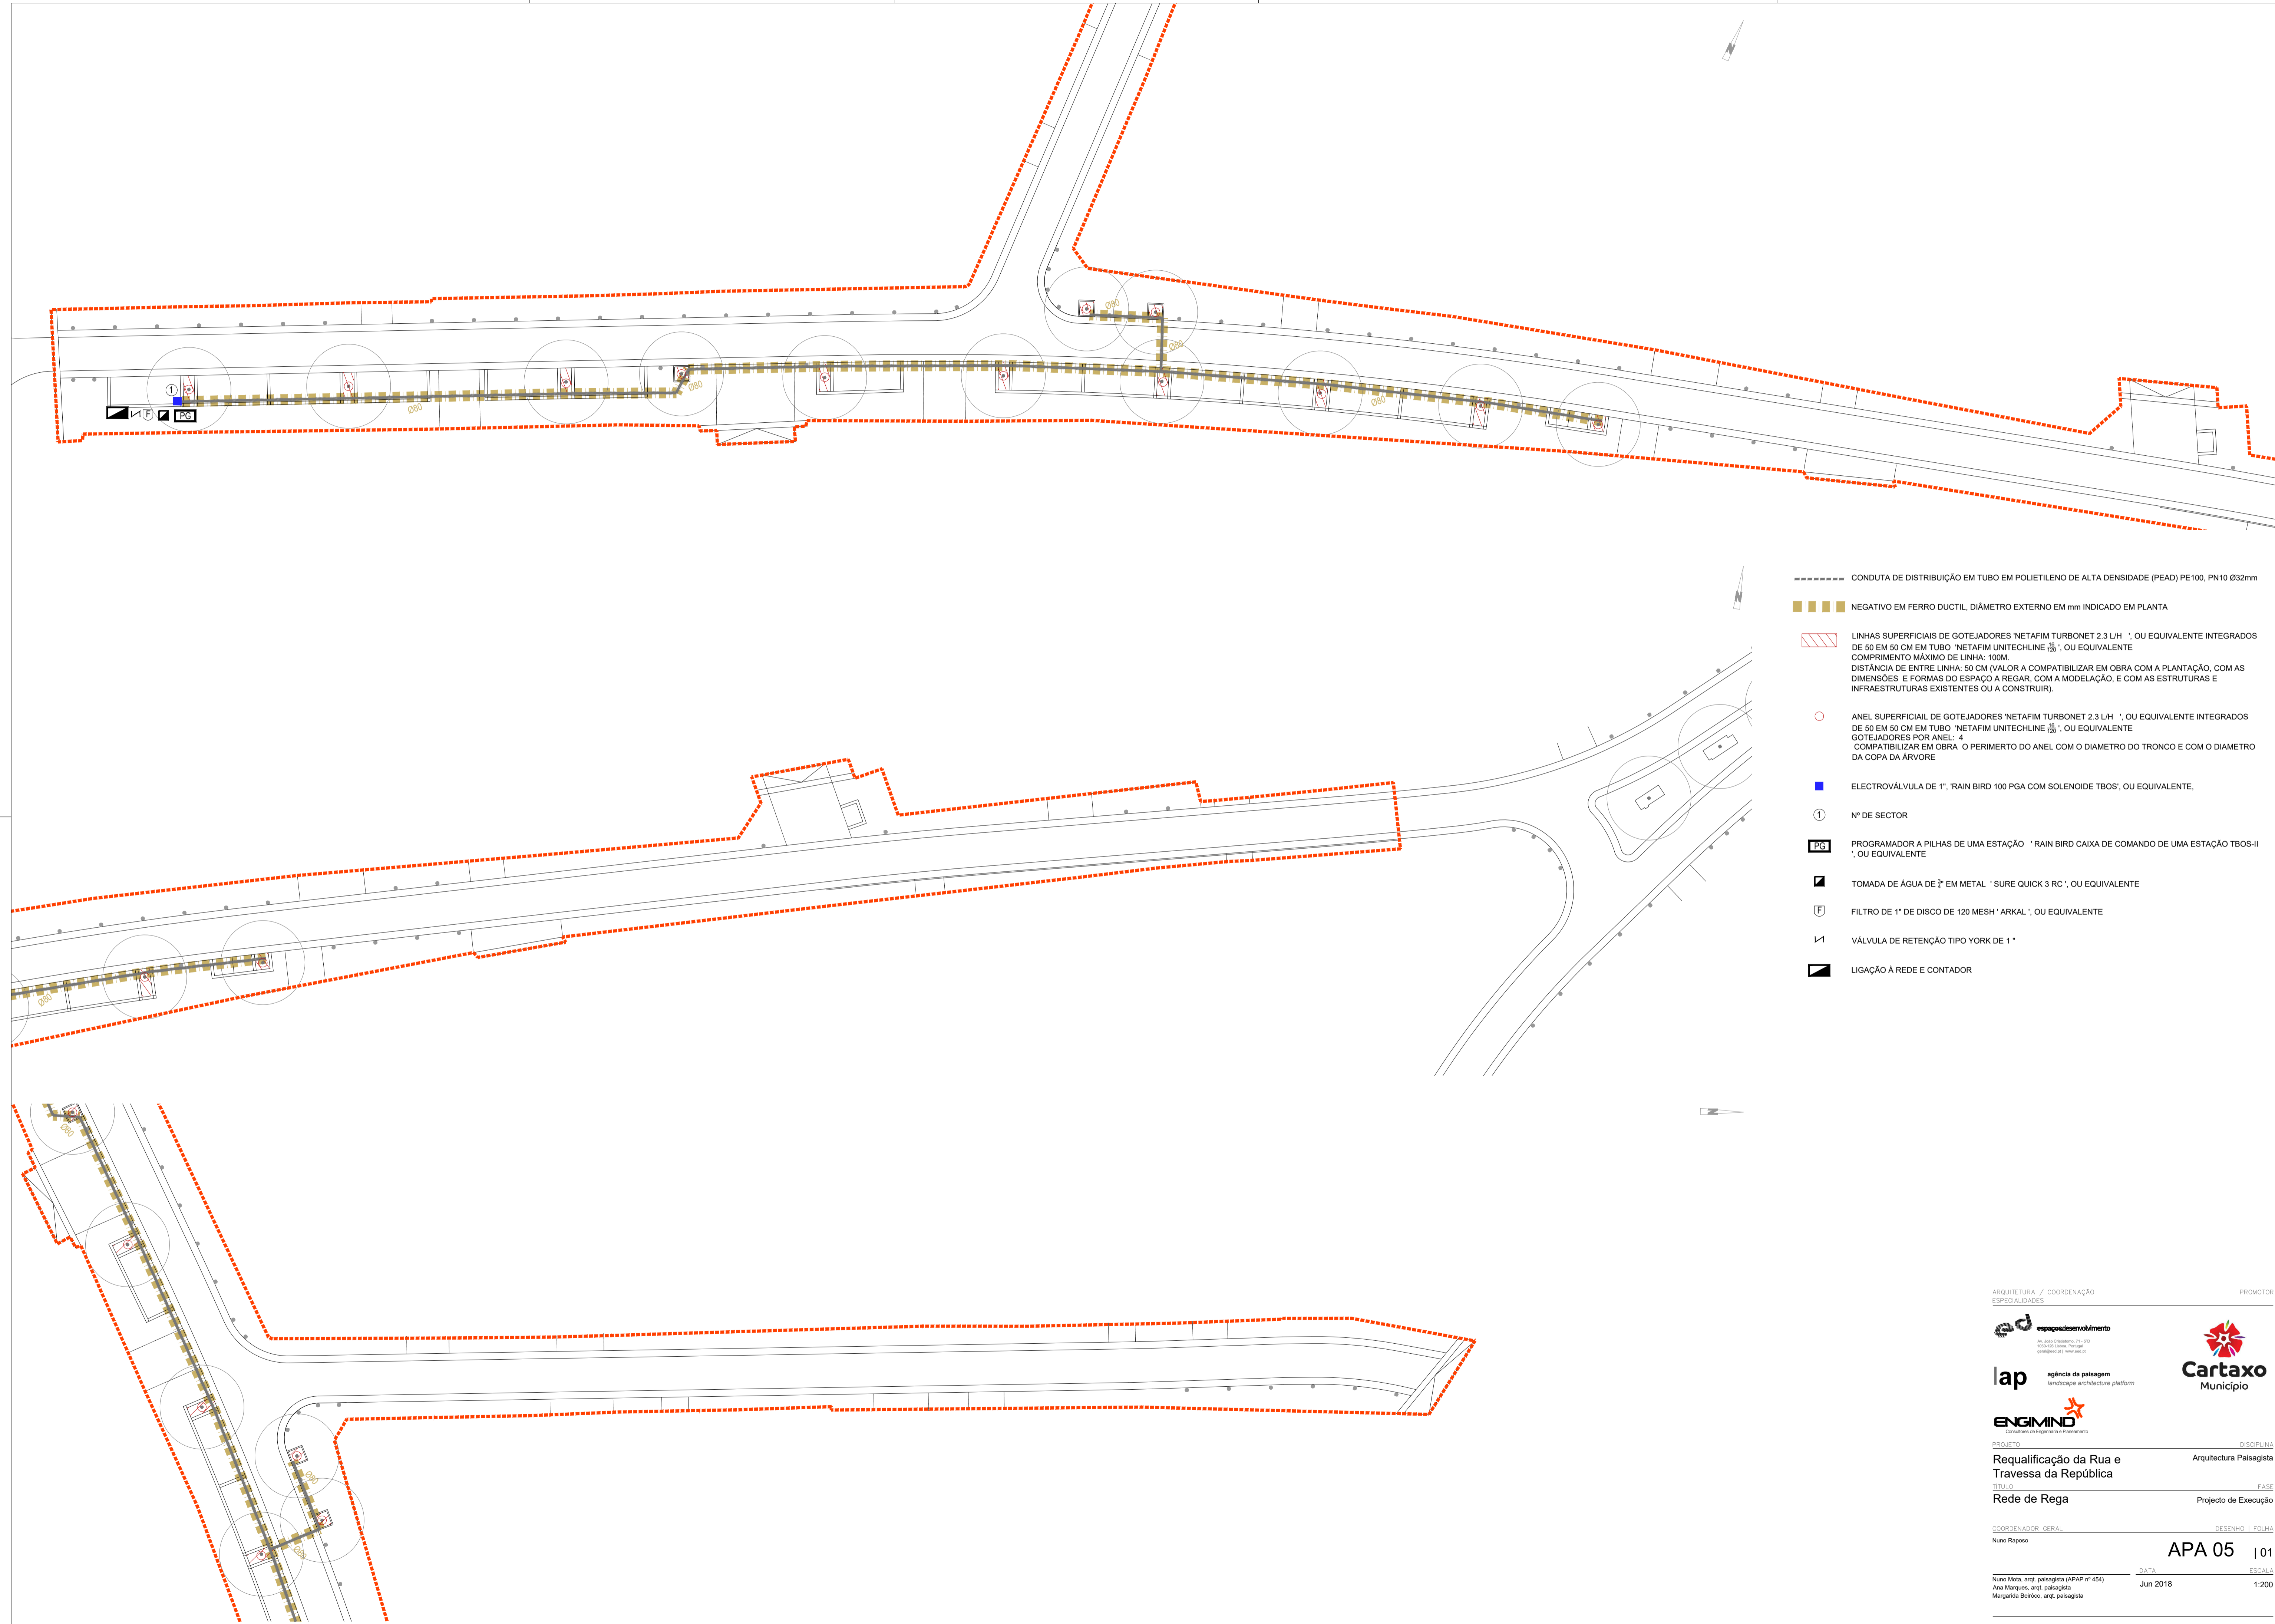 N
Ø80
Ø80
1
Ø80
Ø80
Ø80
F
PG
CONDUTA DE DISTRIBUIÇÃO EM TUBO EM POLIETILENO DE ALTA DENSIDADE (PEAD) PE100, PN10 Ø32mm
N
NEGATIVO EM FERRO DUCTIL, DIÂMETRO EXTERNO EM mm INDICADO EM PLANTA
LINHAS SUPERFICIAIS DE GOTEJADORES 'NETAFIM TURBONET 2.3 L/H ', OU EQUIVALENTE INTEGRADOS
DE 50 EM 50 CM EM TUBO 'NETAFIM UNITECHLINE 16/120 ', OU EQUIVALENTE
COMPRIMENTO MÁXIMO DE LINHA: 100M.
DISTÂNCIA DE ENTRE LINHA: 50 CM (VALOR A COMPATIBILIZAR EM OBRA COM A PLANTAÇÃO, COM AS
DIMENSÕES E FORMAS DO ESPAÇO A REGAR, COM A MODELAÇÃO, E COM AS ESTRUTURAS E
INFRAESTRUTURAS EXISTENTES OU A CONSTRUIR).
ANEL SUPERFICIAIL DE GOTEJADORES 'NETAFIM TURBONET 2.3 L/H ', OU EQUIVALENTE INTEGRADOS
DE 50 EM 50 CM EM TUBO 'NETAFIM UNITECHLINE 16/120 ', OU EQUIVALENTE
GOTEJADORES POR ANEL: 4
COMPATIBILIZAR EM OBRA O PERIMERTO DO ANEL COM O DIAMETRO DO TRONCO E COM O DIAMETRO
DA COPA DA ÁRVORE
ELECTROVÁLVULA DE 1", 'RAIN BIRD 100 PGA COM SOLENOIDE TBOS', OU EQUIVALENTE,
1 Nº DE SECTOR
PG PROGRAMADOR A PILHAS DE UMA ESTAÇÃO ' RAIN BIRD CAIXA DE COMANDO DE UMA ESTAÇÃO TBOS-II
', OU EQUIVALENTE
TOMADA DE ÁGUA DE 3/4" EM METAL ' SURE QUICK 3 RC ', OU EQUIVALENTE
F FILTRO DE 1" DE DISCO DE 120 MESH ' ARKAL ', OU EQUIVALENTE
VÁLVULA DE RETENÇÃO TIPO YORK DE 1 "
LIGAÇÃO À REDE E CONTADOR
Ø80
N
Ø80
Ø80
Ø80
ARQUITETURA / COORDENAÇÃO
ESPECIALIDADES
PROMOTOR
ed espaço&desenvolvimento
lap agência da paisagem
landscape architecture platform
Cartaxo
Município
ENGIMIND
Consultores de Engenharia e Planeamento
PROJETO DISCIPLINA
Requalificação da Rua e
Travessa da República
Arquitectura Paisagista
TÍTULO FASE
Rede de Rega Projecto de Execução
COORDENADOR GERAL DESENHO | FOLHA
Nuno Raposo
APA 05 | 01
DATA ESCALA
Nuno Mota, arqt. paisagista (APAP nº 454)
Ana Marques, arqt. paisagista
Margarida Beirôco, arqt. paisagista
Jun 2018 1:200